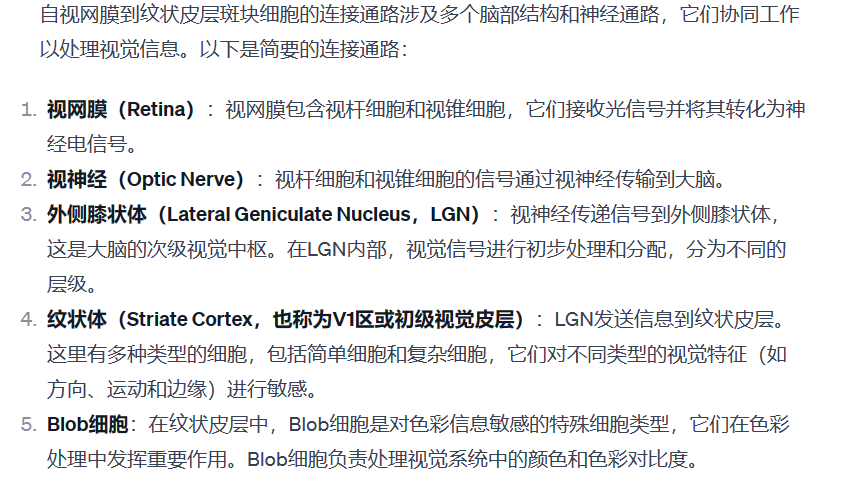 自视网膜到纹状皮层斑块细胞的连接通路涉及多个脑部结构和神经通路，它们协同工作
以处理视觉信息。以下是简要的连接通路：
1. 视网膜（Retina）：视网膜包含视杆细胞和视锥细胞，它们接收光信号并将其转化为神
经电信号。
2. 视神经（Optic Nerve）：视杆细胞和视锥细胞的信号通过视神经传输到大脑。
3. 外侧膝状体（Lateral Geniculate Nucleus，LGN）：视神经传递信号到外侧膝状体，
这是大脑的次级视觉中枢。在LGN内部，视觉信号进行初步处理和分配，分为不同的
层级。
4. 纹状体（Striate Cortex，也称为V1区或初级视觉皮层）：LGN发送信息到纹状皮层。
这里有多种类型的细胞，包括简单细胞和复杂细胞，它们对不同类型的视觉特征（如
方向、运动和边缘）进行敏感。
5. Blob细胞：在纹状皮层中，Blob细胞是对色彩信息敏感的特殊细胞类型，它们在色彩
处理中发挥重要作用。Blob细胞负责处理视觉系统中的颜色和色彩对比度。